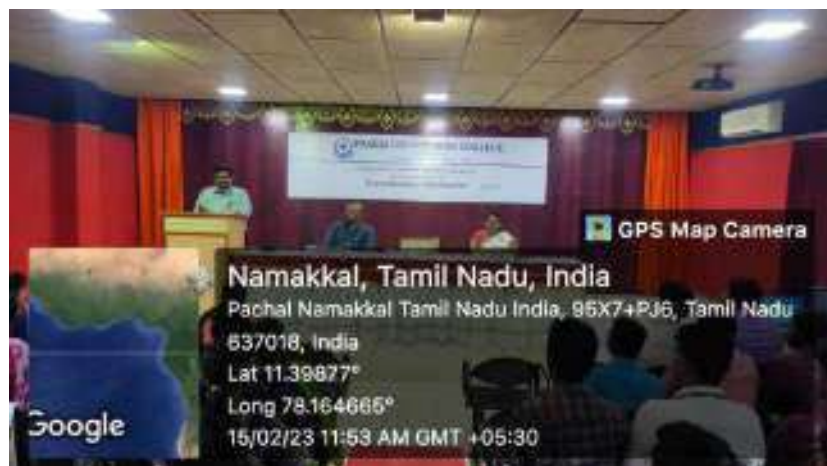 GPS Map Camera
Namakkal, Tamil Nadu, India
Pachal Namakkal Tamil Nadu India, 95X7+PJ6, Tamil Nadu
637018, India
Lat 11.39877°
Long 78.164665°
15/02/23 11:53 AM GMT +05:30
Google